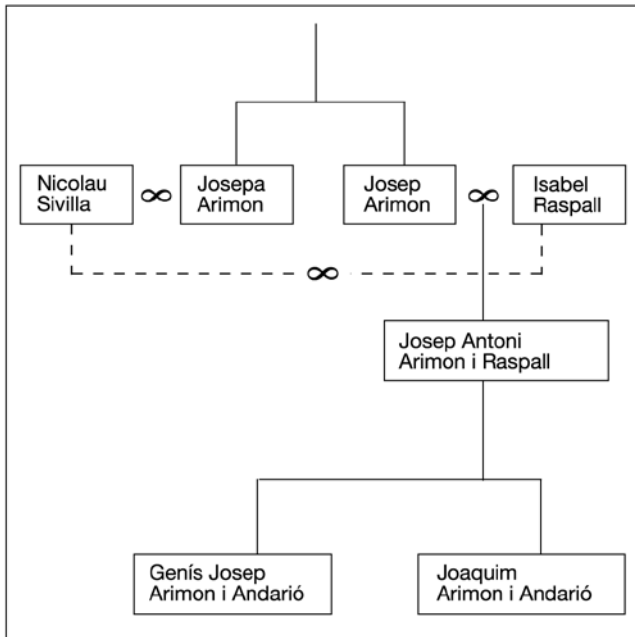 Nicolau
Sivilla
∞
Josepa
Arimon
Josep
Arimon
∞
Isabel
Raspall
∞
Josep Antoni
Arimon i Raspall
Genís Josep
Arimon i Andarió
Joaquim
Arimon i Andarió